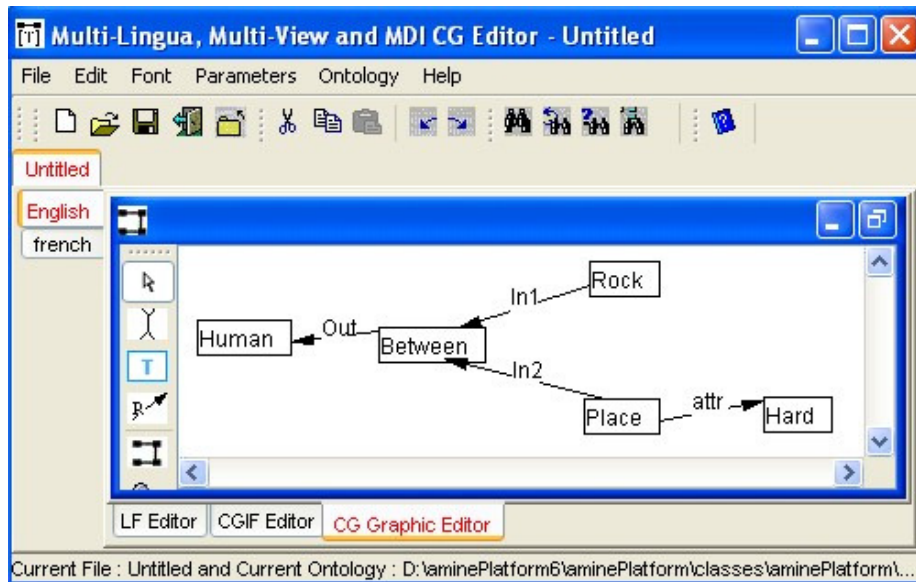 Multi-Lingua, Multi-View and MDI CG Editor - Untitled
File Edit Font Parameters Ontology Help
Untitled
English
french
T
R
Rock
In1
Human
Out
Between
In2
Place
attr
Hard
LF Editor CGIF Editor CG Graphic Editor
Current File : Untitled and Current Ontology : D:\aminePlatform6\aminePlatform\classes\aminePlatform\...